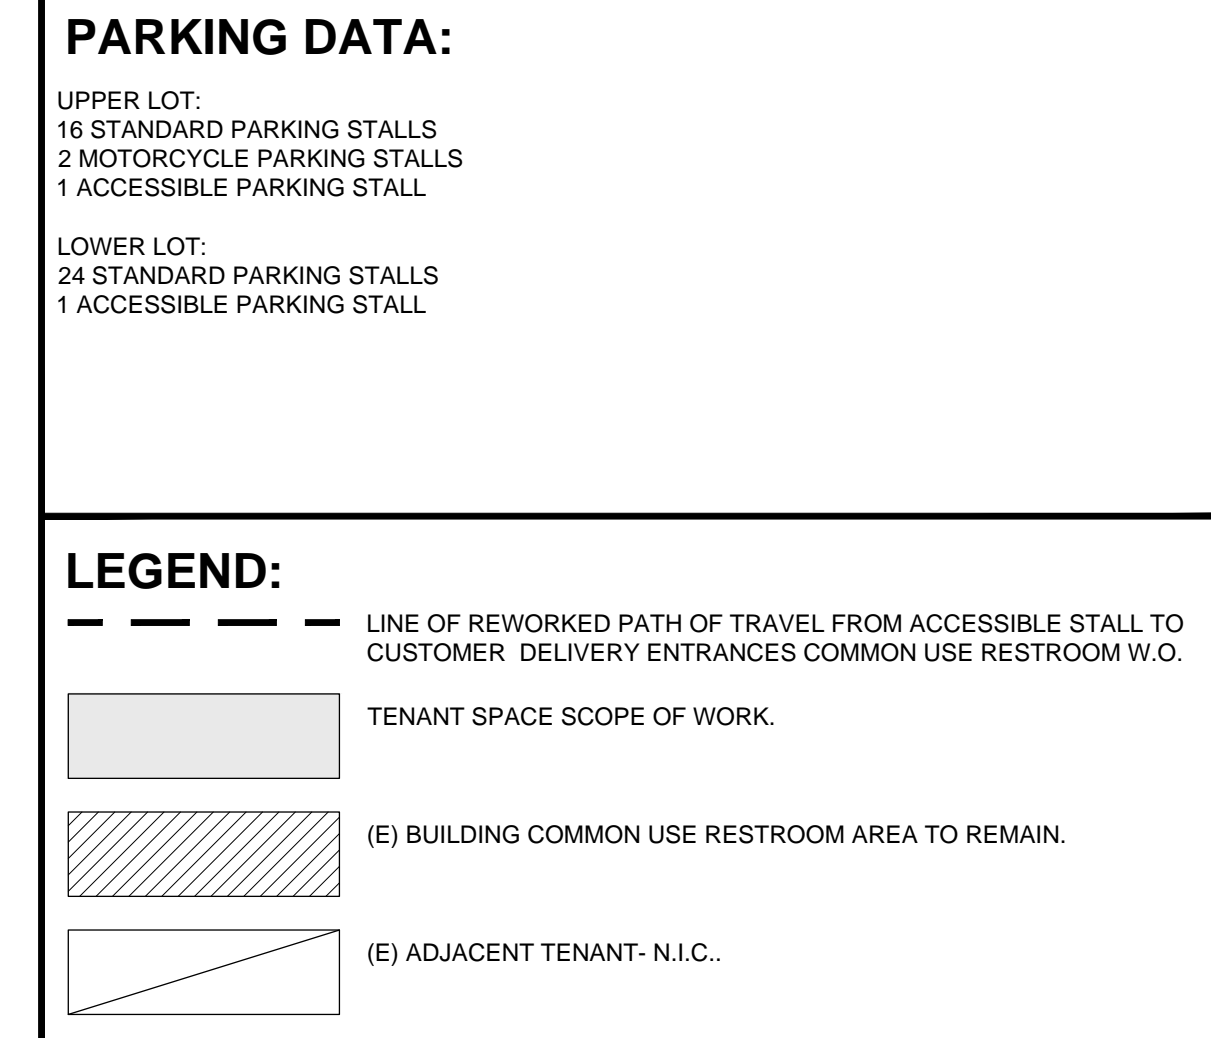 PARKING DATA:
UPPER LOT:
16 STANDARD PARKING STALLS
2 MOTORCYCLE PARKING STALLS
1 ACCESSIBLE PARKING STALL
LOWER LOT:
24 STANDARD PARKING STALLS
1 ACCESSIBLE PARKING STALL
LEGEND:
LINE OF REWORKED PATH OF TRAVEL FROM ACCESSIBLE STALL TO
CUSTOMER  DELIVERY ENTRANCES COMMON USE RESTROOM W.O.
TENANT SPACE SCOPE OF WORK.
(E) BUILDING COMMON USE RESTROOM AREA TO REMAIN.
(E) ADJACENT TENANT- N.I.C..